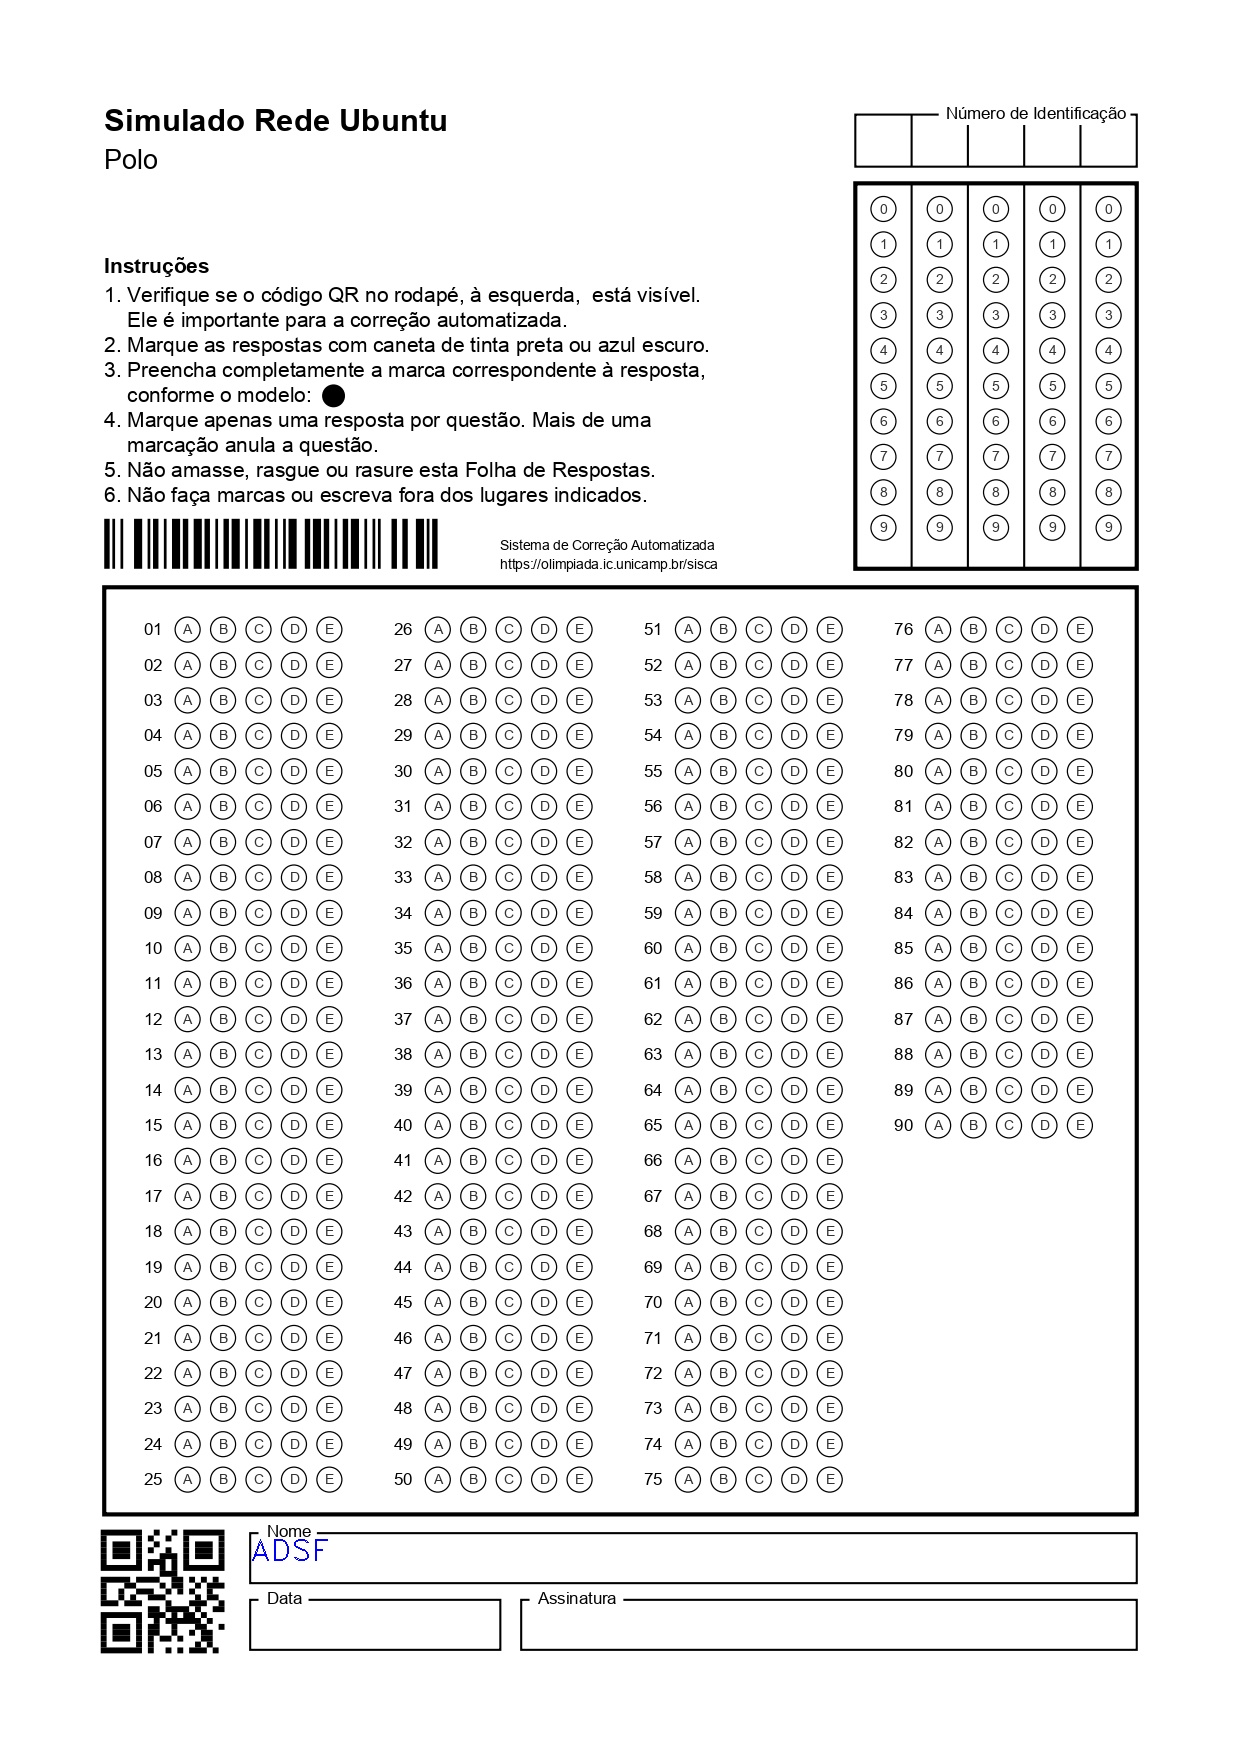 Simulado Rede Ubuntu
Polo
Número de Identificação
0 0 0 0 0
1 1 1 1 1
2 2 2 2 2
3 3 3 3 3
4 4 4 4 4
5 5 5 5 5
6 6 6 6 6
7 7 7 7 7
8 8 8 8 8
9 9 9 9 9
Instruções
1. Verifique se o código QR no rodapé, à esquerda, está visível.
Ele é importante para a correção automatizada.
2. Marque as respostas com caneta de tinta preta ou azul escuro.
3. Preencha completamente a marca correspondente à resposta,
conforme o modelo:
4. Marque apenas uma resposta por questão. Mais de uma
marcação anula a questão.
5. Não amasse, rasgue ou rasure esta Folha de Respostas.
6. Não faça marcas ou escreva fora dos lugares indicados.
Sistema de Correção Automatizada
https://olimpiada.ic.unicamp.br/sisca
01 A B C D E 26 A B C D E 51 A B C D E 76 A B C D E
02 A B C D E 27 A B C D E 52 A B C D E 77 A B C D E
03 A B C D E 28 A B C D E 53 A B C D E 78 A B C D E
04 A B C D E 29 A B C D E 54 A B C D E 79 A B C D E
05 A B C D E 30 A B C D E 55 A B C D E 80 A B C D E
06 A B C D E 31 A B C D E 56 A B C D E 81 A B C D E
07 A B C D E 32 A B C D E 57 A B C D E 82 A B C D E
08 A B C D E 33 A B C D E 58 A B C D E 83 A B C D E
09 A B C D E 34 A B C D E 59 A B C D E 84 A B C D E
10 A B C D E 35 A B C D E 60 A B C D E 85 A B C D E
11 A B C D E 36 A B C D E 61 A B C D E 86 A B C D E
12 A B C D E 37 A B C D E 62 A B C D E 87 A B C D E
13 A B C D E 38 A B C D E 63 A B C D E 88 A B C D E
14 A B C D E 39 A B C D E 64 A B C D E 89 A B C D E
15 A B C D E 40 A B C D E 65 A B C D E 90 A B C D E
16 A B C D E 41 A B C D E 66 A B C D E
17 A B C D E 42 A B C D E 67 A B C D E
18 A B C D E 43 A B C D E 68 A B C D E
19 A B C D E 44 A B C D E 69 A B C D E
20 A B C D E 45 A B C D E 70 A B C D E
21 A B C D E 46 A B C D E 71 A B C D E
22 A B C D E 47 A B C D E 72 A B C D E
23 A B C D E 48 A B C D E 73 A B C D E
24 A B C D E 49 A B C D E 74 A B C D E
25 A B C D E 50 A B C D E 75 A B C D E
Nome
ADSF
Data Assinatura